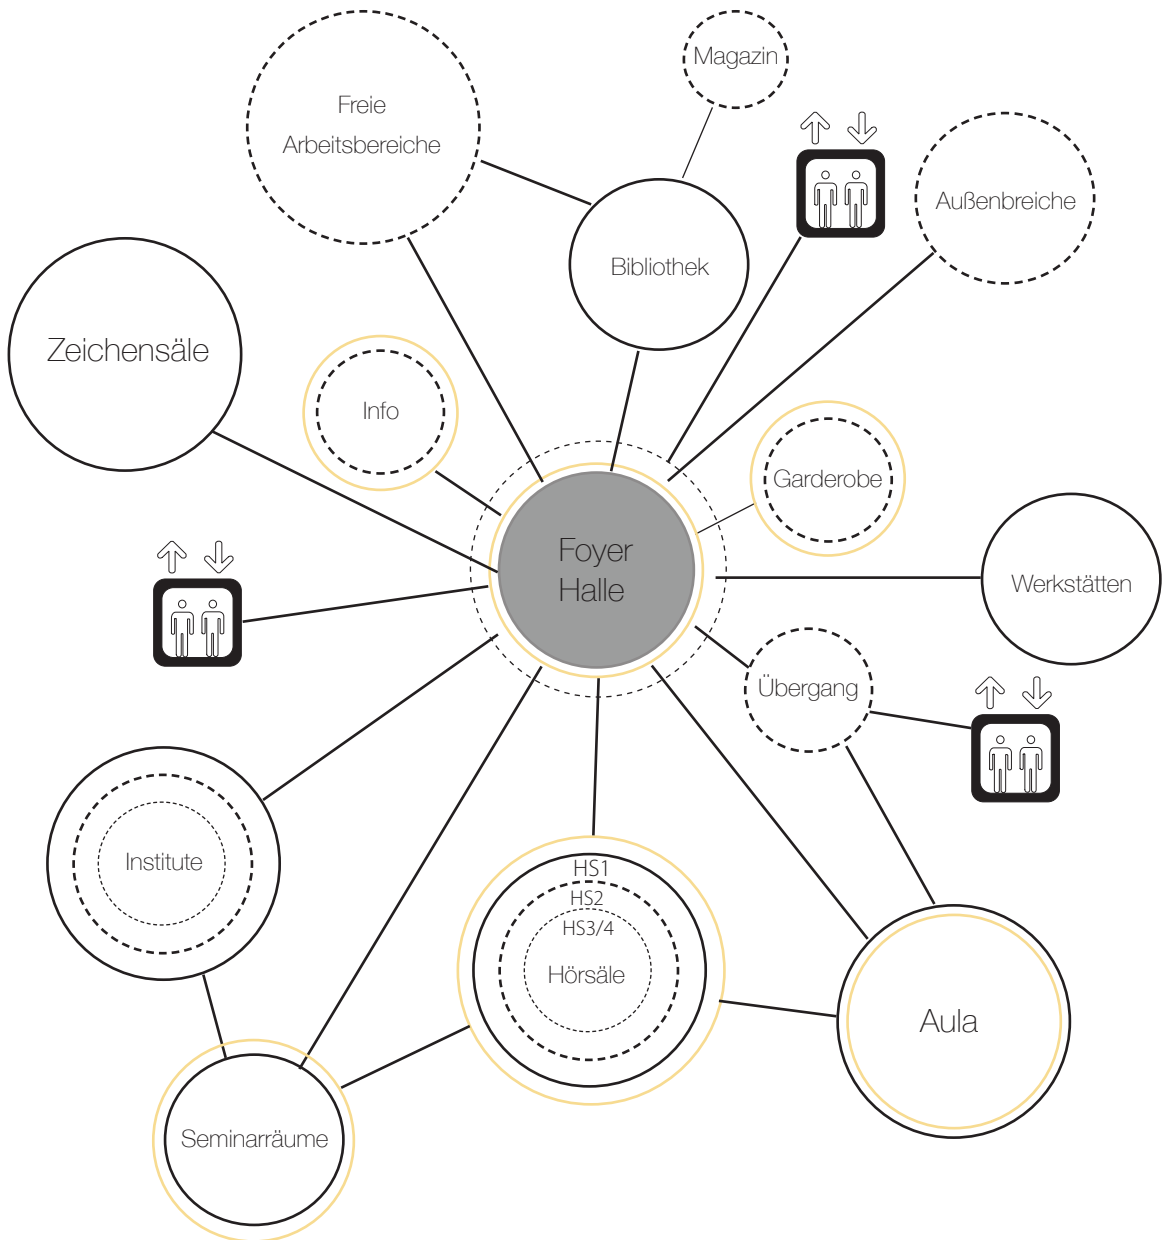 Magazin
Freie
Arbeitsbereiche
Außenbreiche
Bibliothek
Zeichensäle
Info
Garderobe
Foyer
Halle
Werkstätten
Übergang
Institute
HS1
HS2
HS3/4
Hörsäle
Aula
Seminarräume